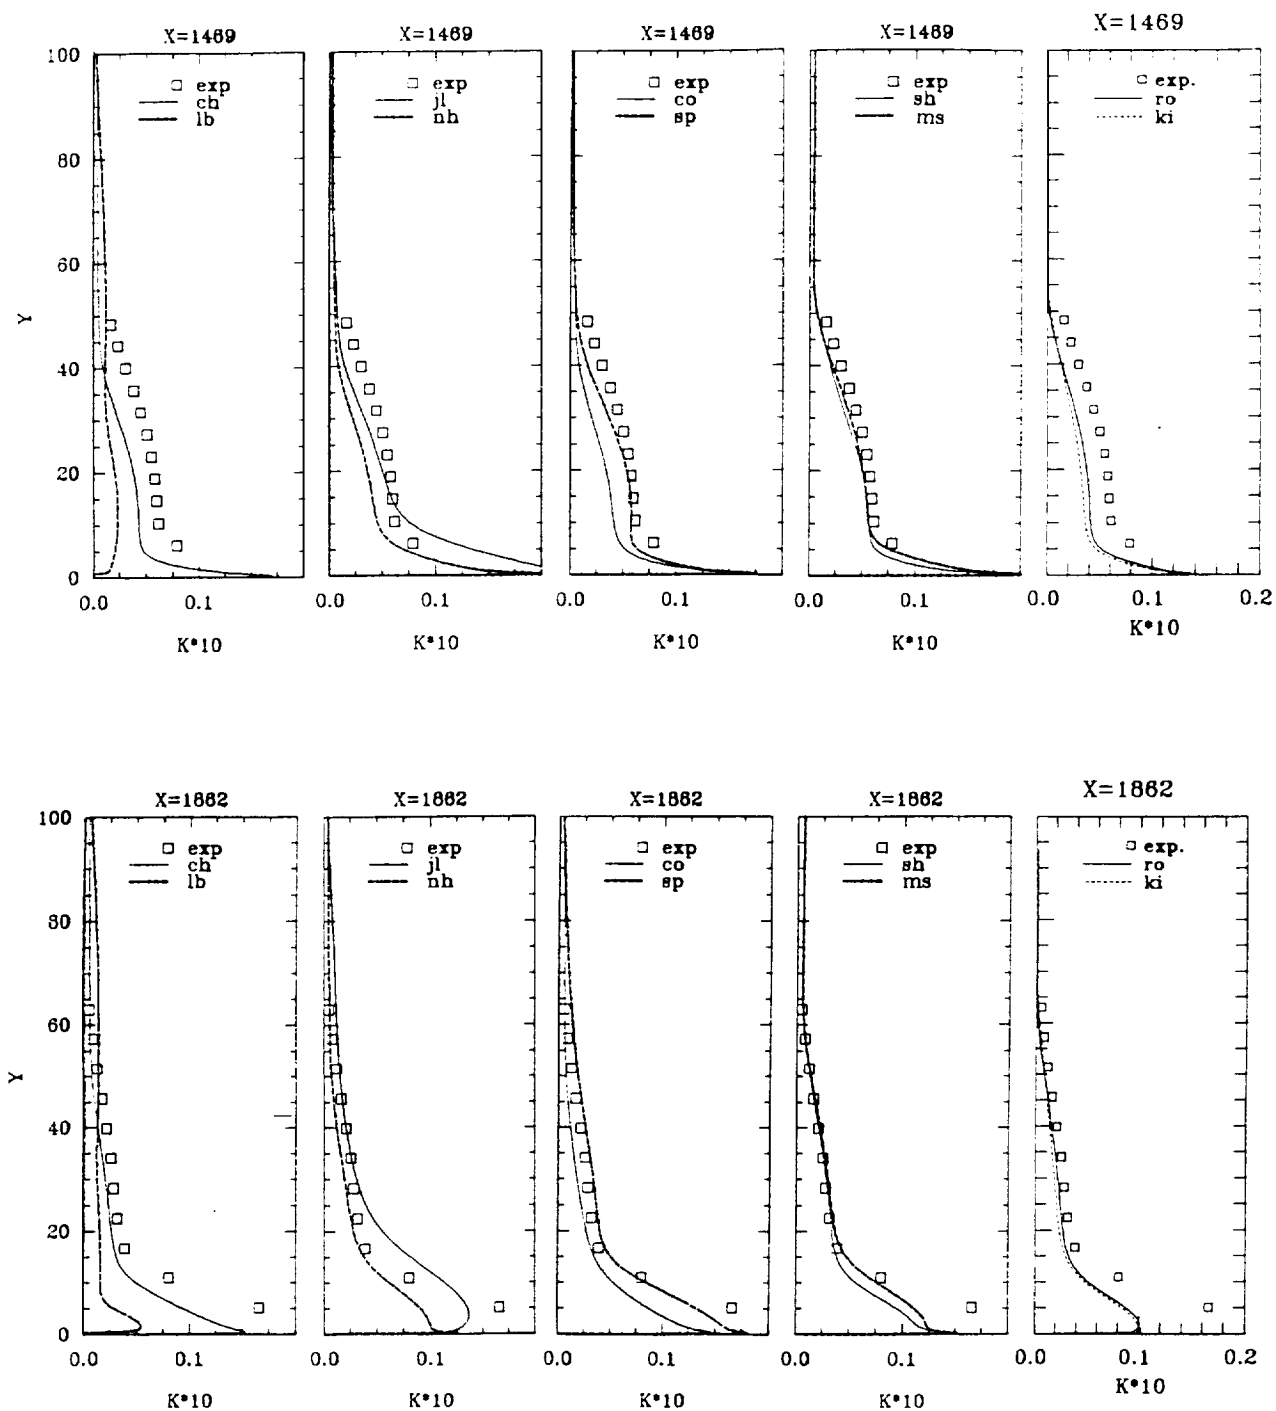 X=1469 X=1469 X=1469 X=1469 X=1469
100
exp exp exp exp exp.
ch jl co sh ro
lb nh sp ms ki
80
60
Y
40
20
0
0.0 0.1 0.0 0.1 0.0 0.1 0.0 0.1 0.0 0.1 0.2
K*10 K*10 K*10 K*10 K*10
X=1862 X=1862 X=1862 X=1862 X=1862
100
exp exp exp exp exp.
ch jl co sh ro
lb nh sp ms ki
80
60
Y
40
20
0
0.0 0.1 0.0 0.1 0.0 0.1 0.0 0.1 0.0 0.1 0.2
K*10 K*10 K*10 K*10 K*10